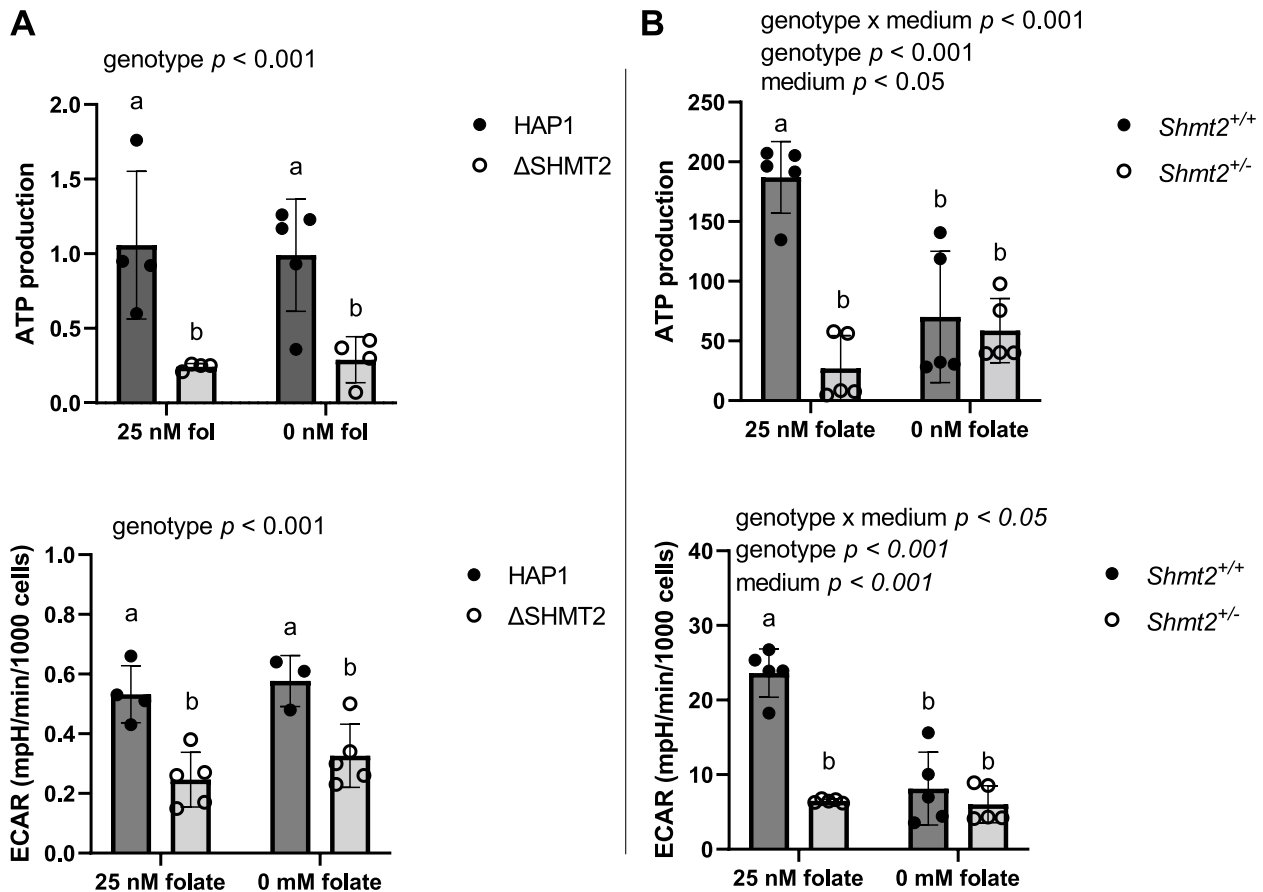 A
genotype p < 0.001
a
a
b
b
2.0
1.5
1.0
0.5
0.0
ATP production
25 nM fol
0 nM fol
HAP1
ΔSHMT2
genotype p < 0.001
a
a
b
b
1.0
0.8
0.6
0.4
0.2
0.0
ECAR (mpH/min/1000 cells)
25 nM folate
0 mM folate
HAP1
ΔSHMT2
B
genotype x medium p < 0.001
genotype p < 0.001
medium p < 0.05
a
b
b
b
250
200
150
100
50
0
ATP production
25 nM folate
0 nM folate
Shmt2+/+
Shmt2+/-
genotype x medium p < 0.05
genotype p < 0.001
medium p < 0.001
a
b
b
b
40
30
20
10
0
ECAR (mpH/min/1000 cells)
25 nM folate
0 mM folate
Shmt2+/+
Shmt2+/-